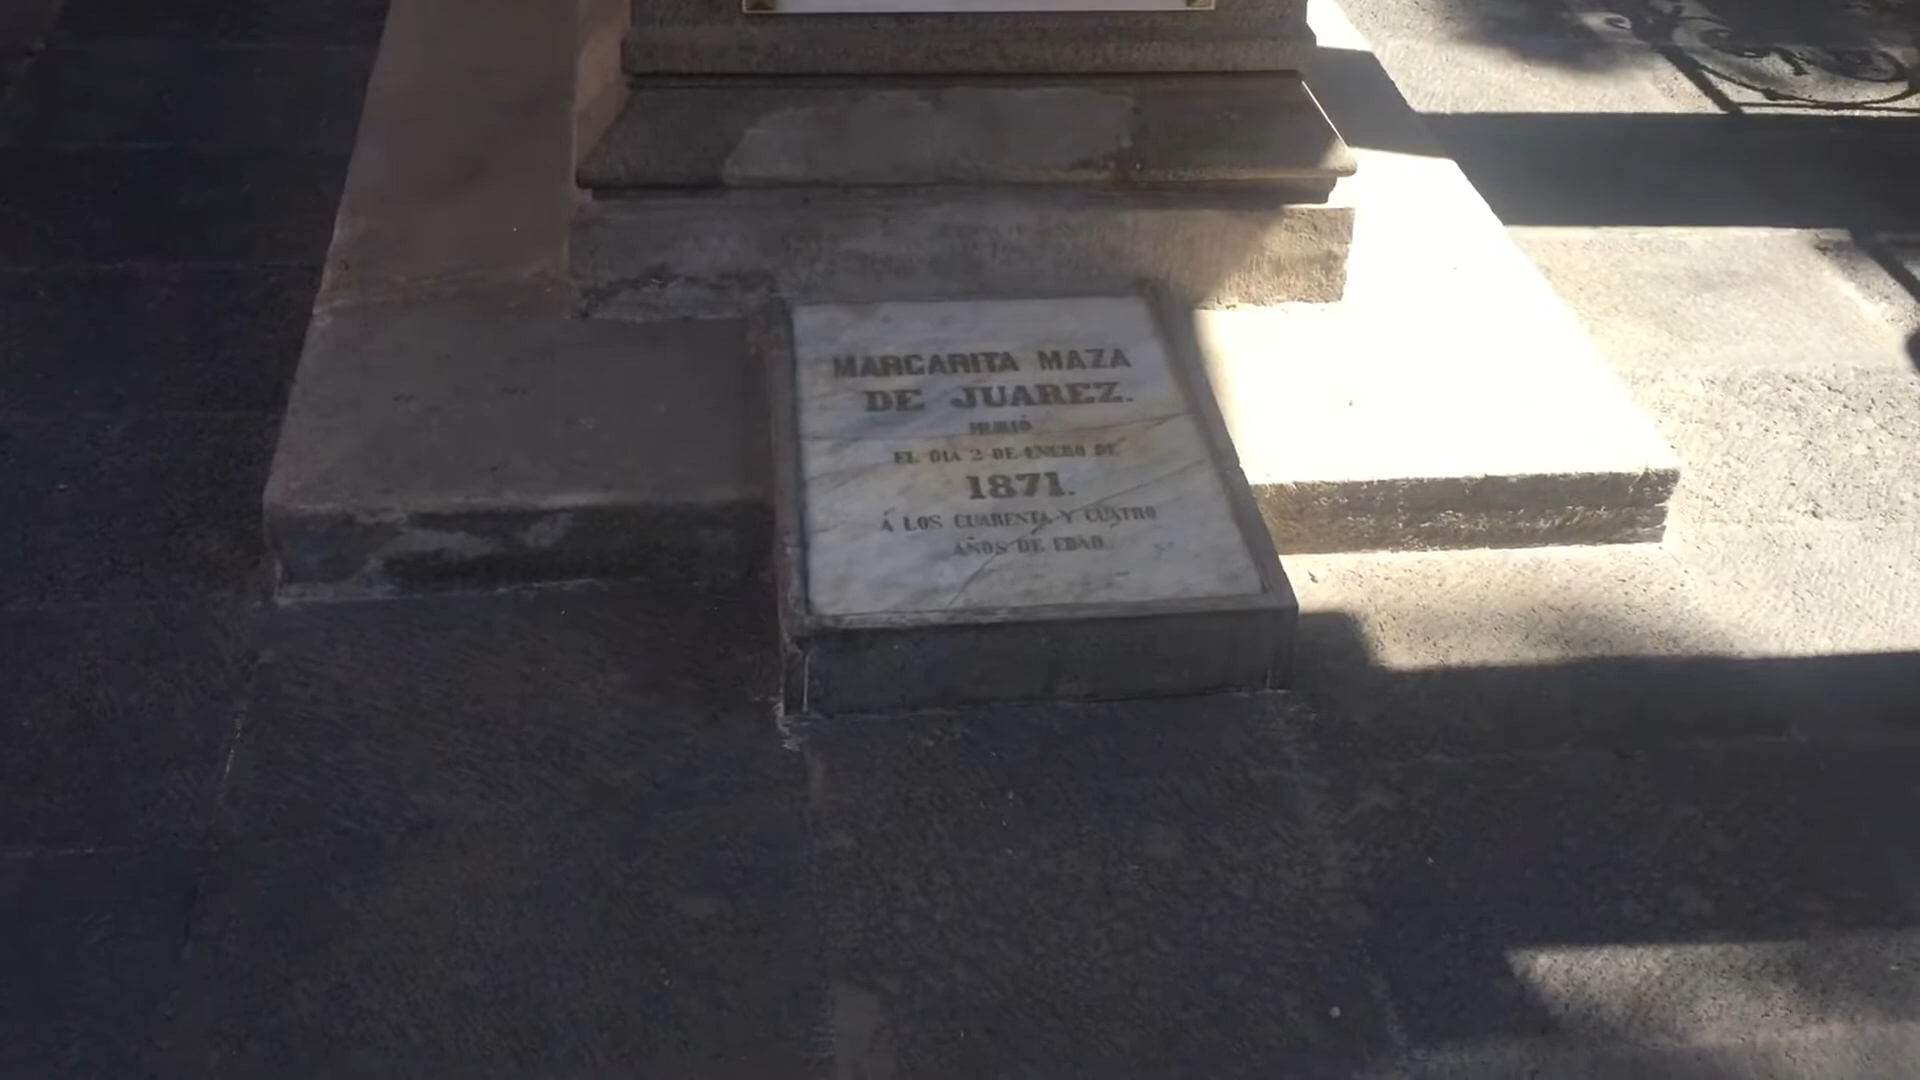 MARGARITA MAZA
DE JUAREZ.
MURIÓ
EL DIA 2 DE ENERO DE
1871.
Á LOS CUARENTA Y CUATRO
AÑOS DE EDAD.